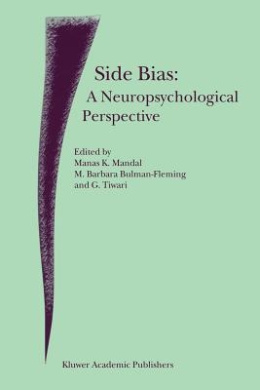 Side Bias:
A Neuropsychological
Perspective
Edited by
Manas K. Mandal
M. Barbara Bulman-Fleming
and G. Tiwari
Kluwer Academic Publishers